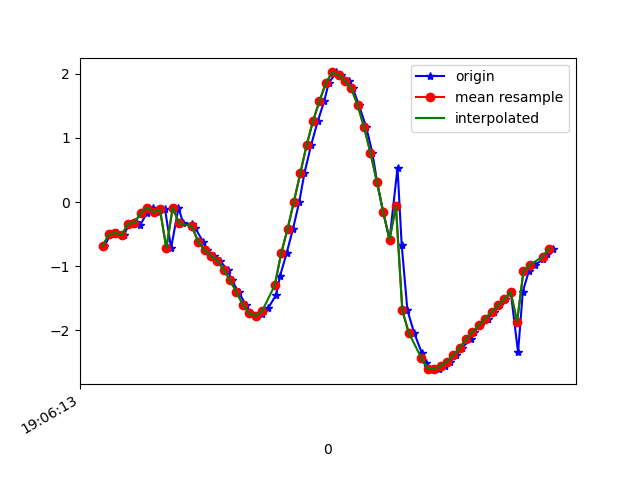 origin
mean resample
interpolated
2
1
0
−1
−2
19:06:13
0